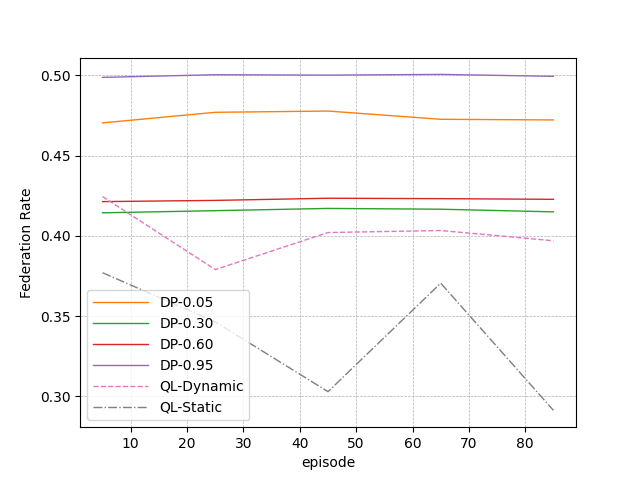 0.50
0.45
0.40
0.35
0.30
Federation Rate
DP-0.05
DP-0.30
DP-0.60
DP-0.95
QL-Dynamic
QL-Static
10 20 30 40 50 60 70 80
episode